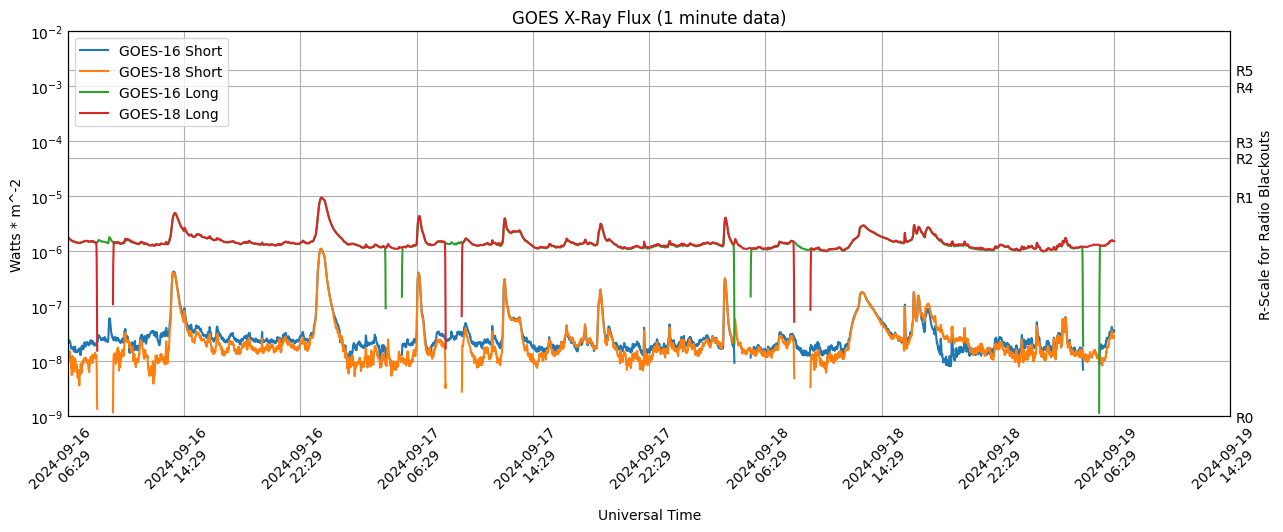 GOES X-Ray Flux (1 minute data)
GOES-16 Short
GOES-18 Short
GOES-16 Long
GOES-18 Long
Watts * m^-2
10^-2
10^-3
10^-4
10^-5
10^-6
10^-7
10^-8
10^-9
R5
R4
R3
R2
R1
R0
R-Scale for Radio Blackouts
2024-09-16
06:29
2024-09-16
14:29
2024-09-16
22:29
2024-09-17
06:29
2024-09-17
14:29
2024-09-17
22:29
2024-09-18
06:29
2024-09-18
14:29
2024-09-18
22:29
2024-09-19
06:29
2024-09-19
14:29
Universal Time